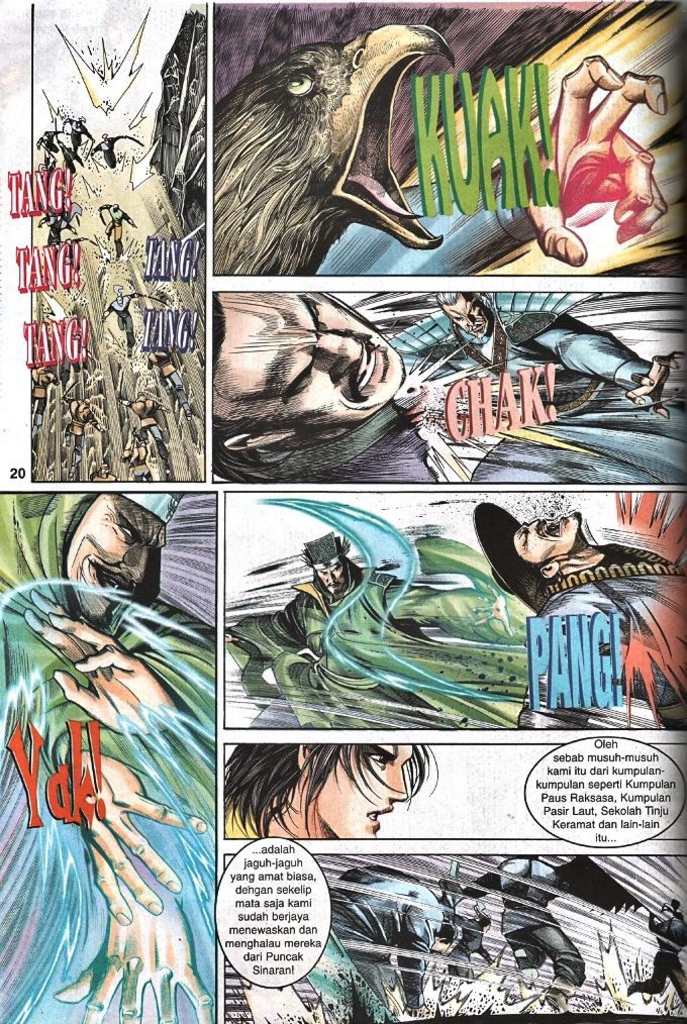 TANG!
TANG!
TANG!
TANG!
TANG!
20
KUAK!
CHAK!
Yak!
PANG!
Oleh
sebab musuh-musuh
kami itu dari kumpulan-
kumpulan seperti Kumpulan
Paus Raksasa, Kumpulan
Pasir Laut, Sekolah Tinju
Keramat dan lain-lain
itu...
...adalah
jaguh-jaguh
yang amat biasa,
dengan sekelip
mata saja kami
sudah berjaya
menewaskan dan
menghalau mereka
dari Puncak
Sinaran!